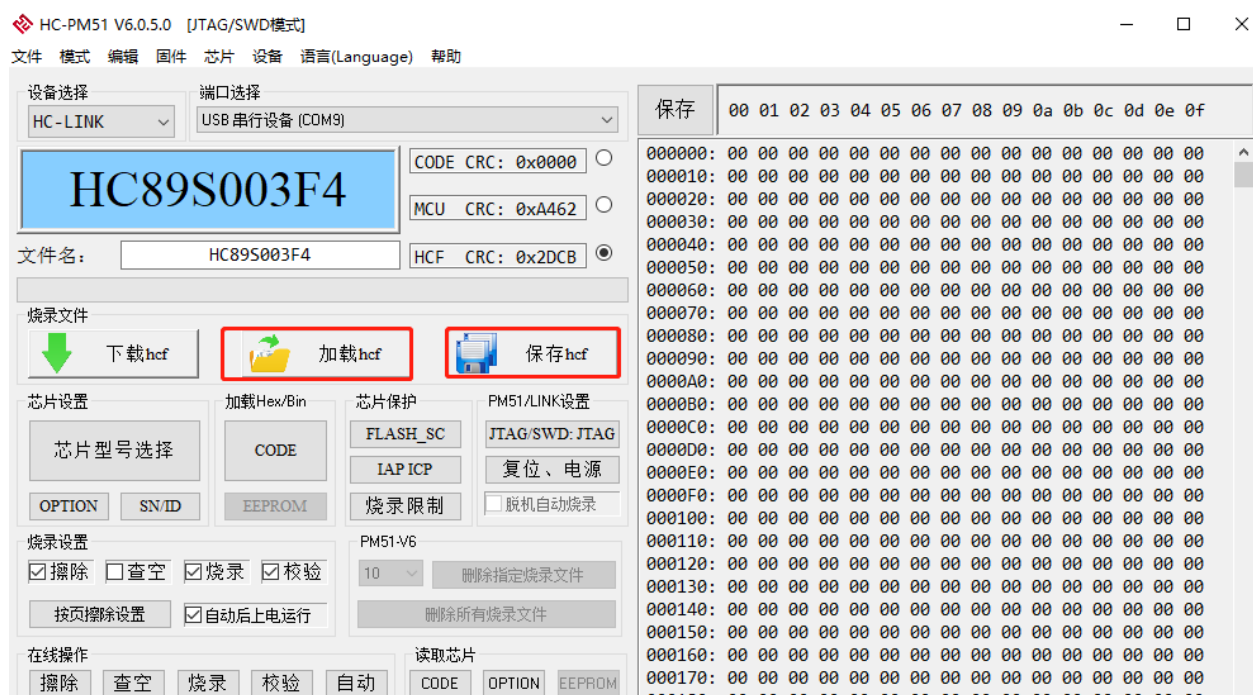 HC-PM51 V6.0.5.0 [JTAG/SWD模式]
文件 模式 编辑 固件 芯片 设备 语言(Language) 帮助
设备选择 端口选择
HC-LINK USB 串行设备 (COM9)
HC89S003F4
CODE CRC: 0x0000
MCU CRC: 0xA462
文件名: HC89S003F4
HCF CRC: 0x2DCB
烧录文件
下载hcf 加载hcf 保存hcf
芯片设置 加载Hex/Bin 芯片保护 PM51/LINK设置
芯片型号选择 CODE FLASH_SC JTAG/SWD: JTAG
IAP ICP 复位、电源
OPTION SN/ID EEPROM 烧录限制 脱机自动烧录
烧录设置 PM51-V6
擦除 查空 烧录 校验 10 删除指定烧录文件
按页擦除设置 自动后上电运行 删除所有烧录文件
在线操作 读取芯片
擦除 查空 烧录 校验 自动 CODE OPTION EEPROM
保存 00 01 02 03 04 05 06 07 08 09 0a 0b 0c 0d 0e 0f
000000: 00 00 00 00 00 00 00 00 00 00 00 00 00 00 00 00
000010: 00 00 00 00 00 00 00 00 00 00 00 00 00 00 00 00
000020: 00 00 00 00 00 00 00 00 00 00 00 00 00 00 00 00
000030: 00 00 00 00 00 00 00 00 00 00 00 00 00 00 00 00
000040: 00 00 00 00 00 00 00 00 00 00 00 00 00 00 00 00
000050: 00 00 00 00 00 00 00 00 00 00 00 00 00 00 00 00
000060: 00 00 00 00 00 00 00 00 00 00 00 00 00 00 00 00
000070: 00 00 00 00 00 00 00 00 00 00 00 00 00 00 00 00
000080: 00 00 00 00 00 00 00 00 00 00 00 00 00 00 00 00
000090: 00 00 00 00 00 00 00 00 00 00 00 00 00 00 00 00
0000A0: 00 00 00 00 00 00 00 00 00 00 00 00 00 00 00 00
0000B0: 00 00 00 00 00 00 00 00 00 00 00 00 00 00 00 00
0000C0: 00 00 00 00 00 00 00 00 00 00 00 00 00 00 00 00
0000D0: 00 00 00 00 00 00 00 00 00 00 00 00 00 00 00 00
0000E0: 00 00 00 00 00 00 00 00 00 00 00 00 00 00 00 00
0000F0: 00 00 00 00 00 00 00 00 00 00 00 00 00 00 00 00
000100: 00 00 00 00 00 00 00 00 00 00 00 00 00 00 00 00
000110: 00 00 00 00 00 00 00 00 00 00 00 00 00 00 00 00
000120: 00 00 00 00 00 00 00 00 00 00 00 00 00 00 00 00
000130: 00 00 00 00 00 00 00 00 00 00 00 00 00 00 00 00
000140: 00 00 00 00 00 00 00 00 00 00 00 00 00 00 00 00
000150: 00 00 00 00 00 00 00 00 00 00 00 00 00 00 00 00
000160: 00 00 00 00 00 00 00 00 00 00 00 00 00 00 00 00
000170: 00 00 00 00 00 00 00 00 00 00 00 00 00 00 00 00